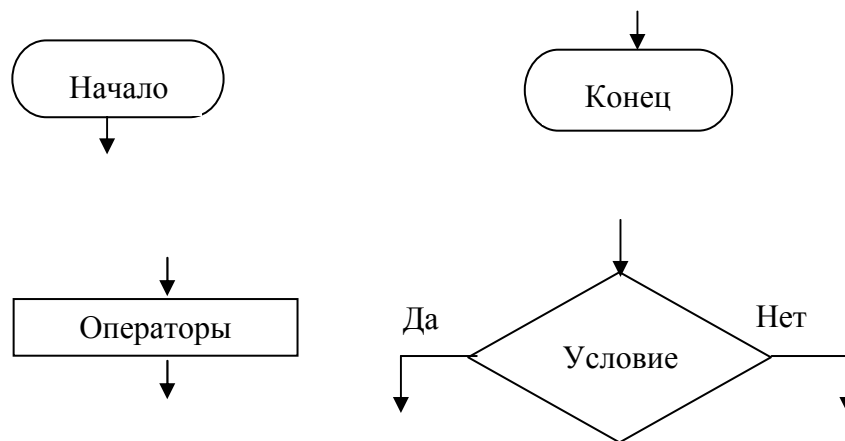 Начало
Конец
Операторы
Да
Условие
Нет